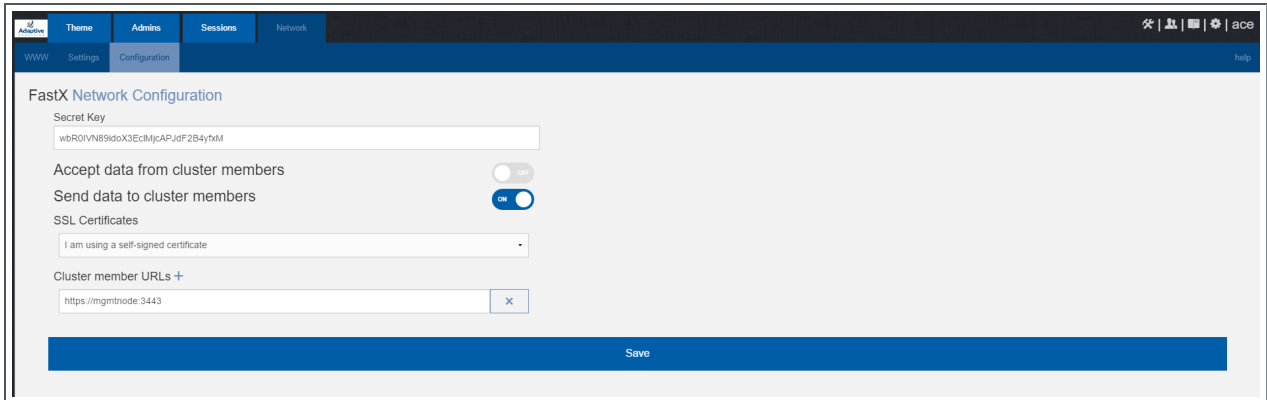 Adaptive
Theme Admins Sessions Network
| | | | ace
WWW Settings Configuration help
FastX Network Configuration
Secret Key
Accept data from cluster members OFF
Send data to cluster members ON
SSL Certificates
I am using a self-signed certificate
Cluster member URLs +
https://mgmtnode:3443 ×
Save